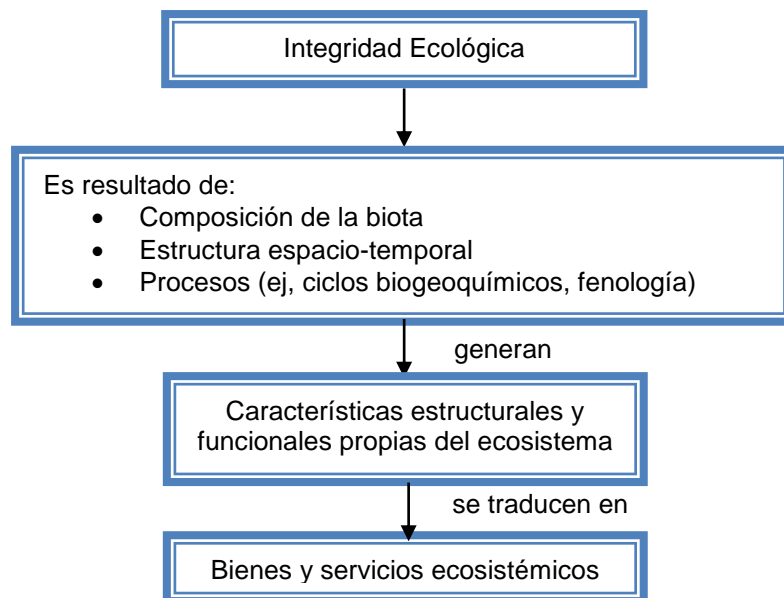 Integridad Ecológica
Es resultado de:
• Composición de la biota
• Estructura espacio-temporal
• Procesos (ej, ciclos biogeoquímicos, fenología)
generan
Características estructurales y
funcionales propias del ecosistema
se traducen en
Bienes y servicios ecosistémicos